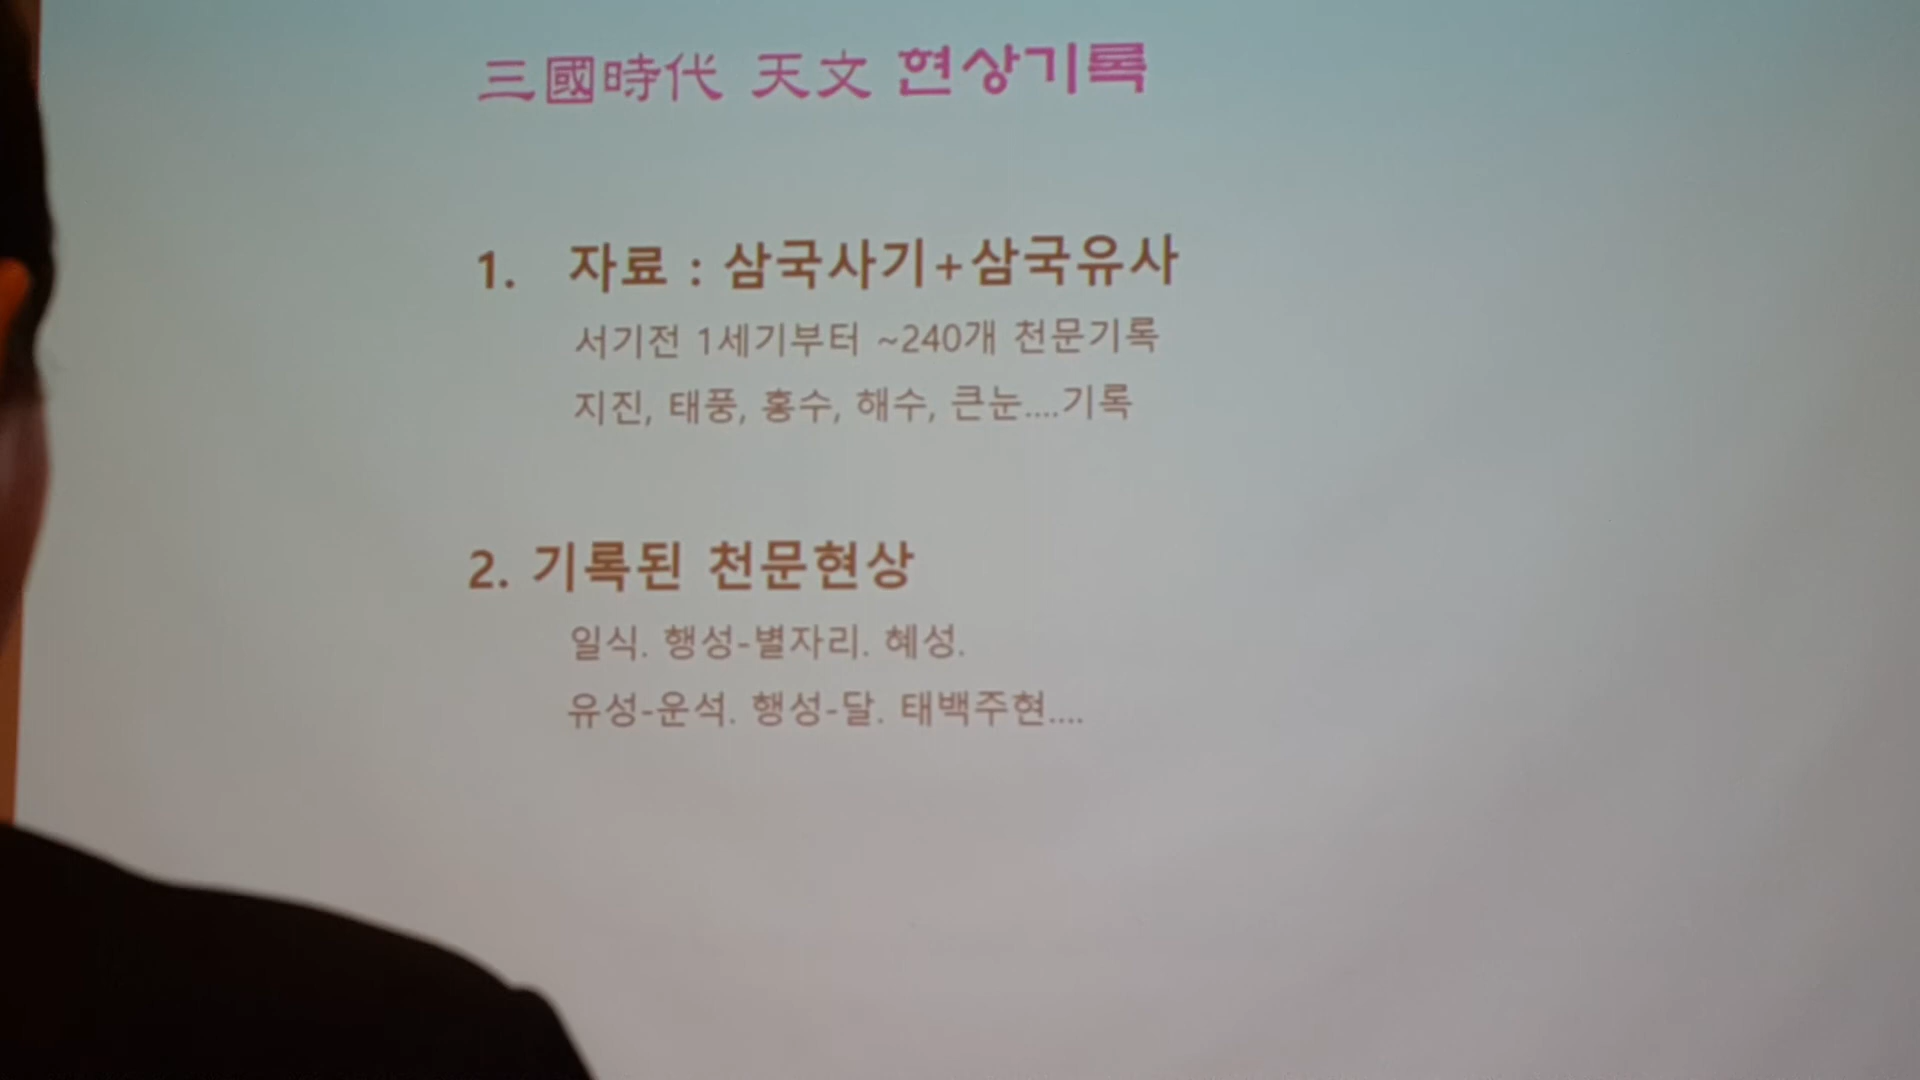 三國時代 天文 현상기록
1. 자료 : 삼국사기+삼국유사
서기전 1세기부터 ~240개 천문기록
지진, 태풍, 홍수, 해수, 큰눈....기록
2. 기록된 천문현상
일식. 행성-별자리. 혜성.
유성-운석. 행성-달. 태백주현....